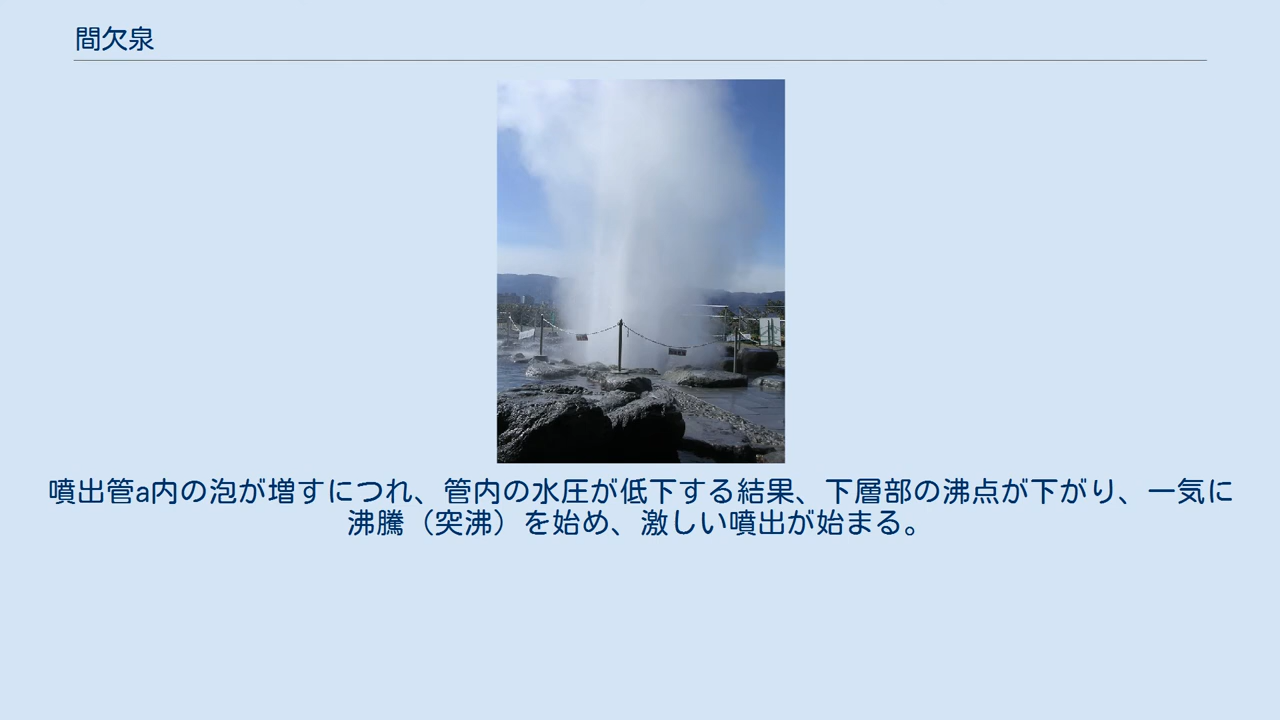 間欠泉
噴出管a内の泡が増すにつれ、管内の水圧が低下する結果、下層部の沸点が下がり、一気に
沸騰（突沸）を始め、激しい噴出が始まる。